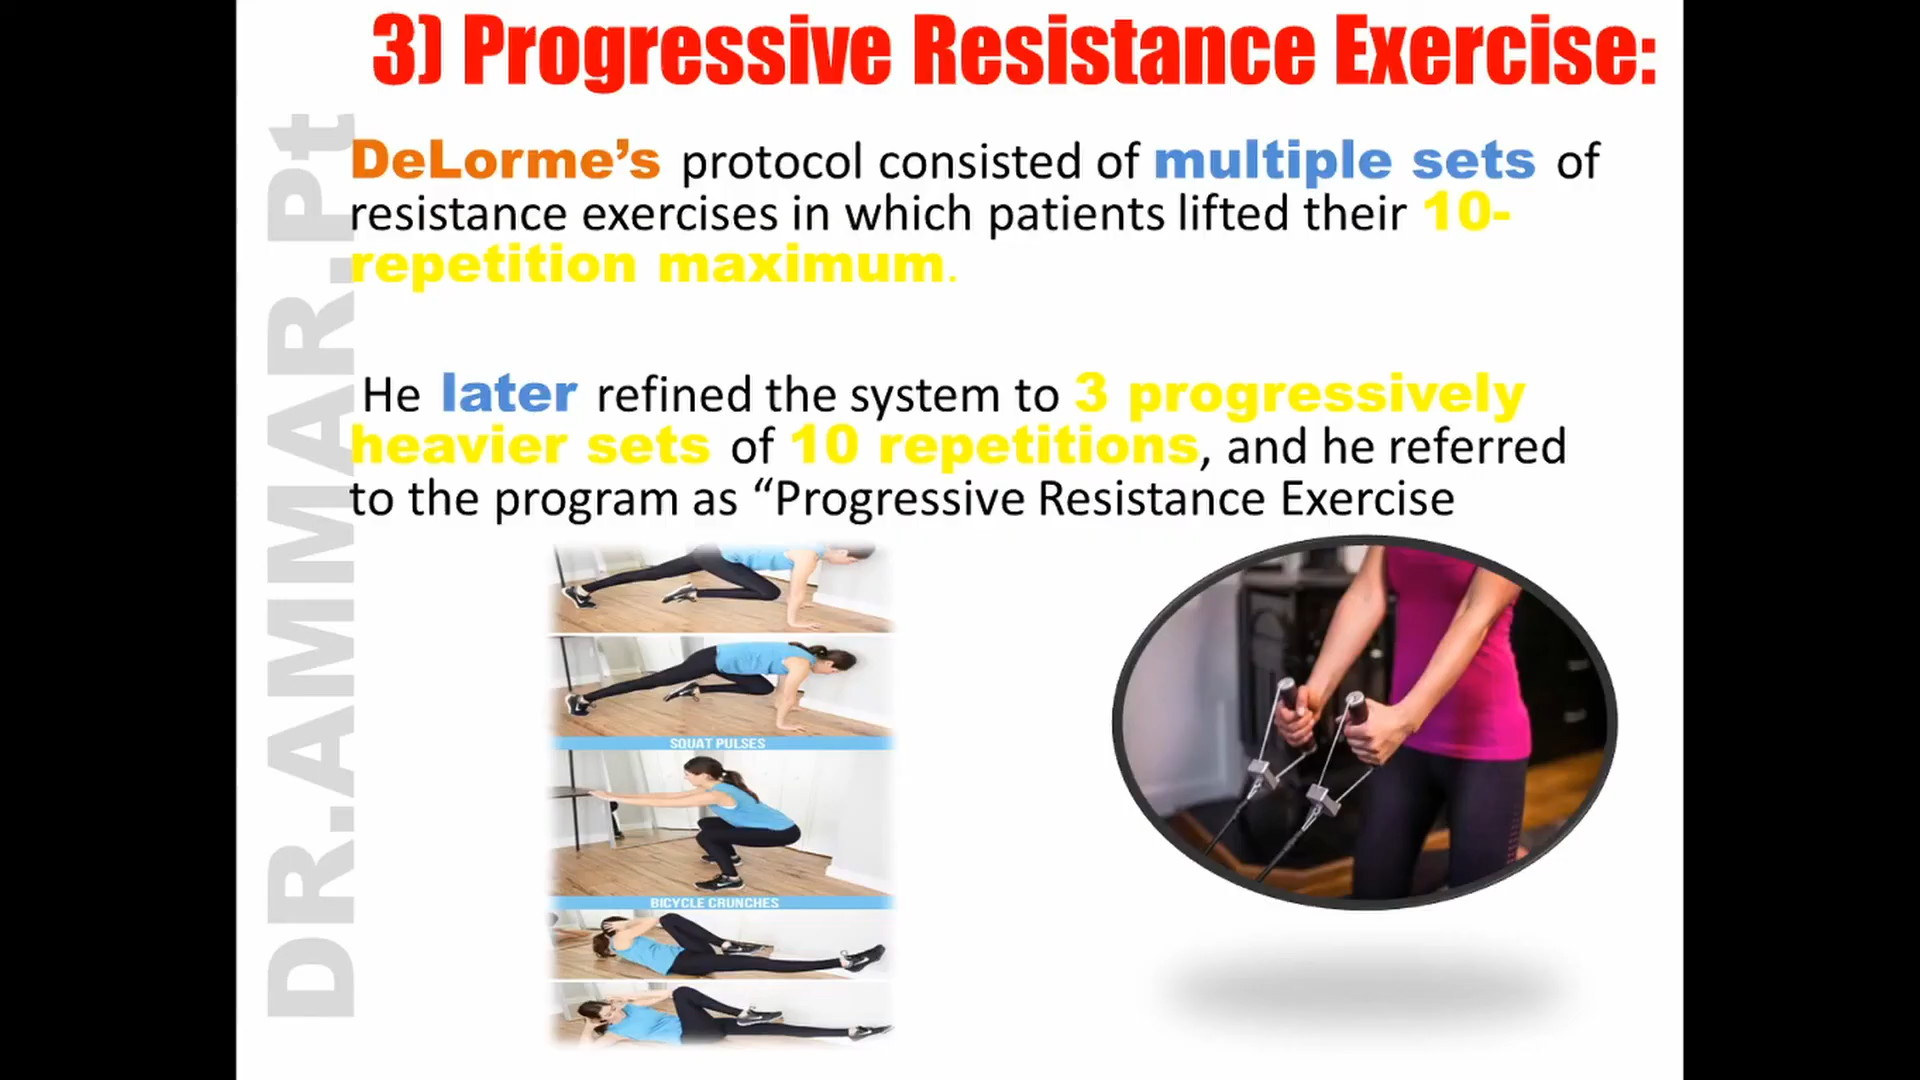 3) Progressive Resistance Exercise:
DeLorme’s protocol consisted of multiple sets of
resistance exercises in which patients lifted their 10-
repetition maximum.
He later refined the system to 3 progressively
heavier sets of 10 repetitions, and he referred
to the program as “Progressive Resistance Exercise
SQUAT PULSES
BICYCLE CRUNCHES
DR.AMMAR.Pt